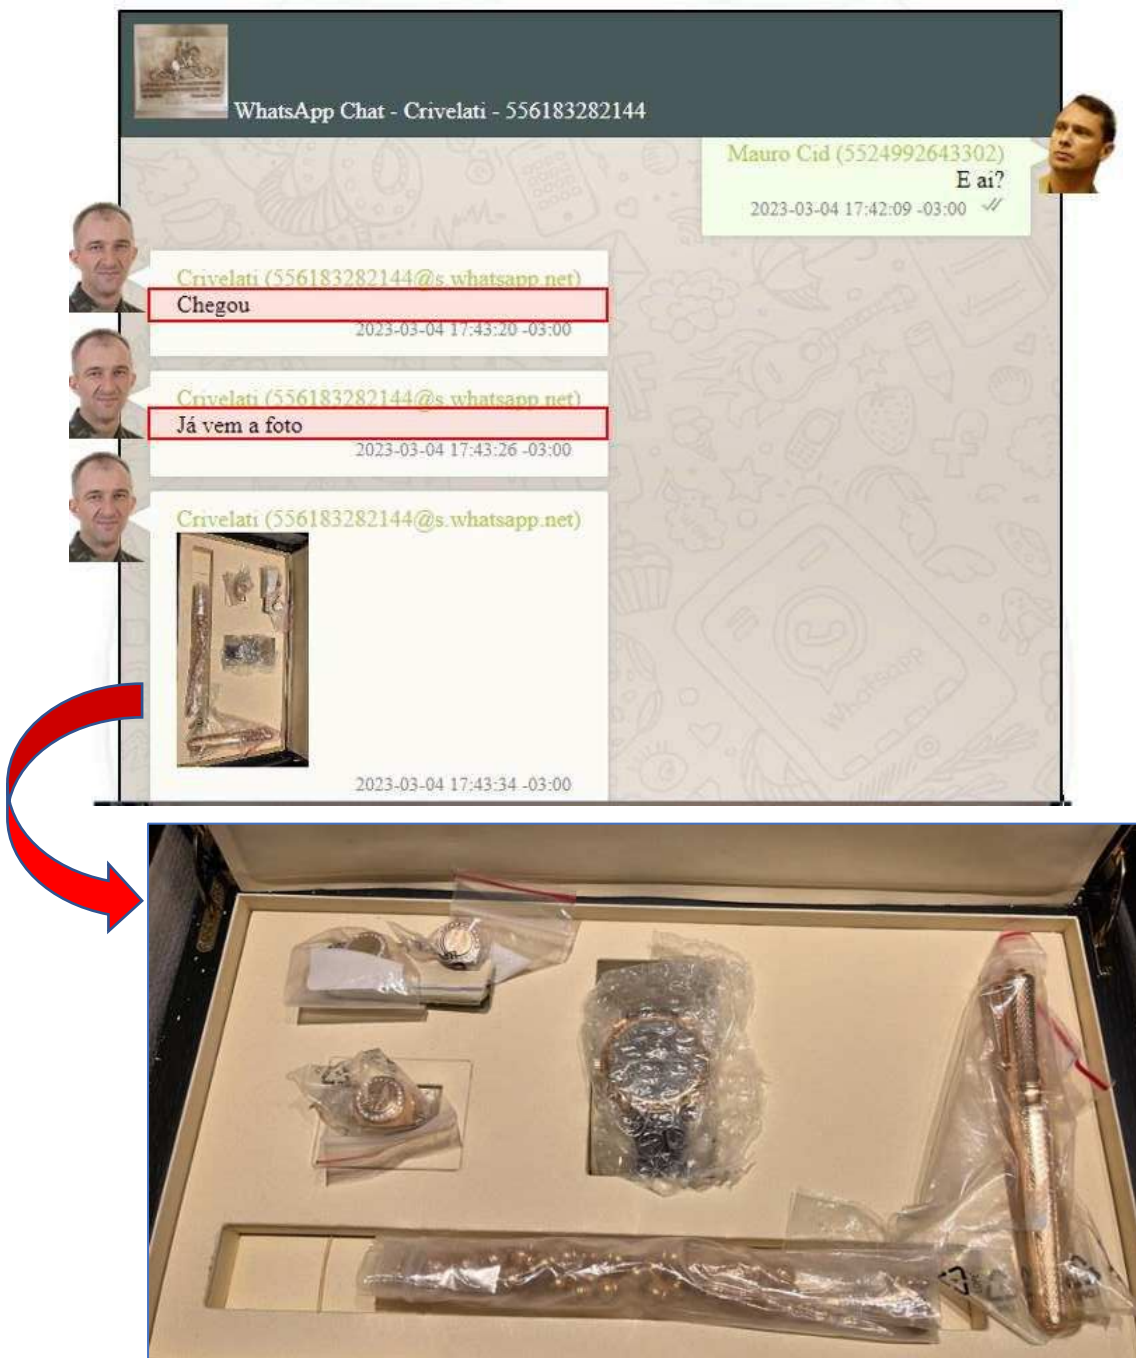 WhatsApp Chat - Crivelati - 556183282144
Mauro Cid (5524992643302)
E ai?
2023-03-04 17:42:09 -03:00
Crivelati (556183282144@s.whatsapp.net)
Chegou
2023-03-04 17:43:20 -03:00
Crivelati (556183282144@s.whatsapp.net)
Já vem a foto
2023-03-04 17:43:26 -03:00
Crivelati (556183282144@s.whatsapp.net)
2023-03-04 17:43:34 -03:00
WhatsApp